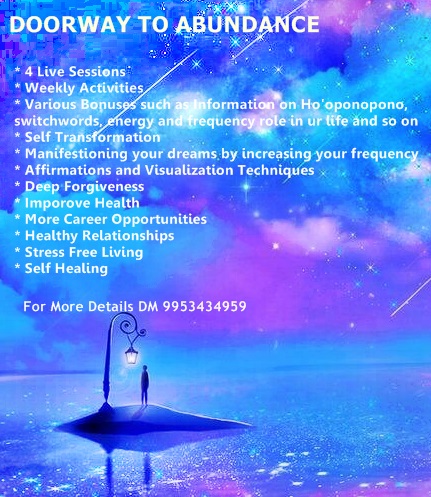 DOORWAY TO ABUNDANCE
* 4 Live Sessions
* Weekly Activities
* Various Bonuses such as Information on Ho'oponopono,
switchwords, energy and frequency role in ur life and so on
* Self Transformation
* Manifestioning your dreams by increasing your frequency
* Affirmations and Visualization Techniques
* Deep Forgiveness
* Imporove Health
* More Career Opportunities
* Healthy Relationships
* Stress Free Living
* Self Healing
For More Details DM 9953434959